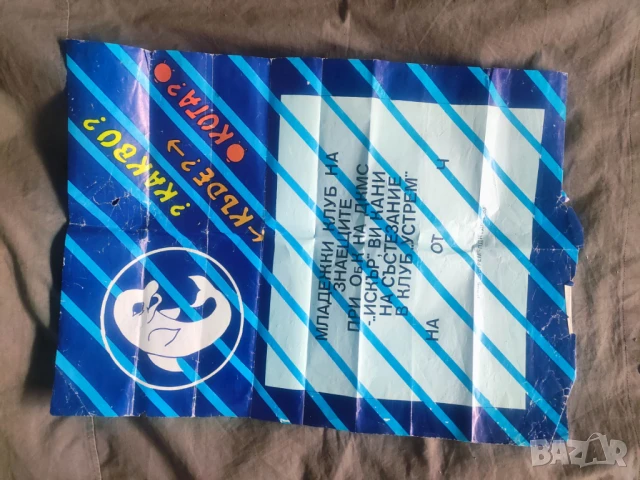 ? КАКВО?
← КЪДЕ? →
● КОГА? ●
МЛАДЕЖКИ КЛУБ НА
ЗНАЕЩИТЕ
ПРИ ОБК НА ДКМС
„ИСКЪР" ВИ КАНИ
НА СЪСТЕЗАНИЕ
В КЛУБ „УСТРЕМ"
НА ОТ Ч
BAZAR